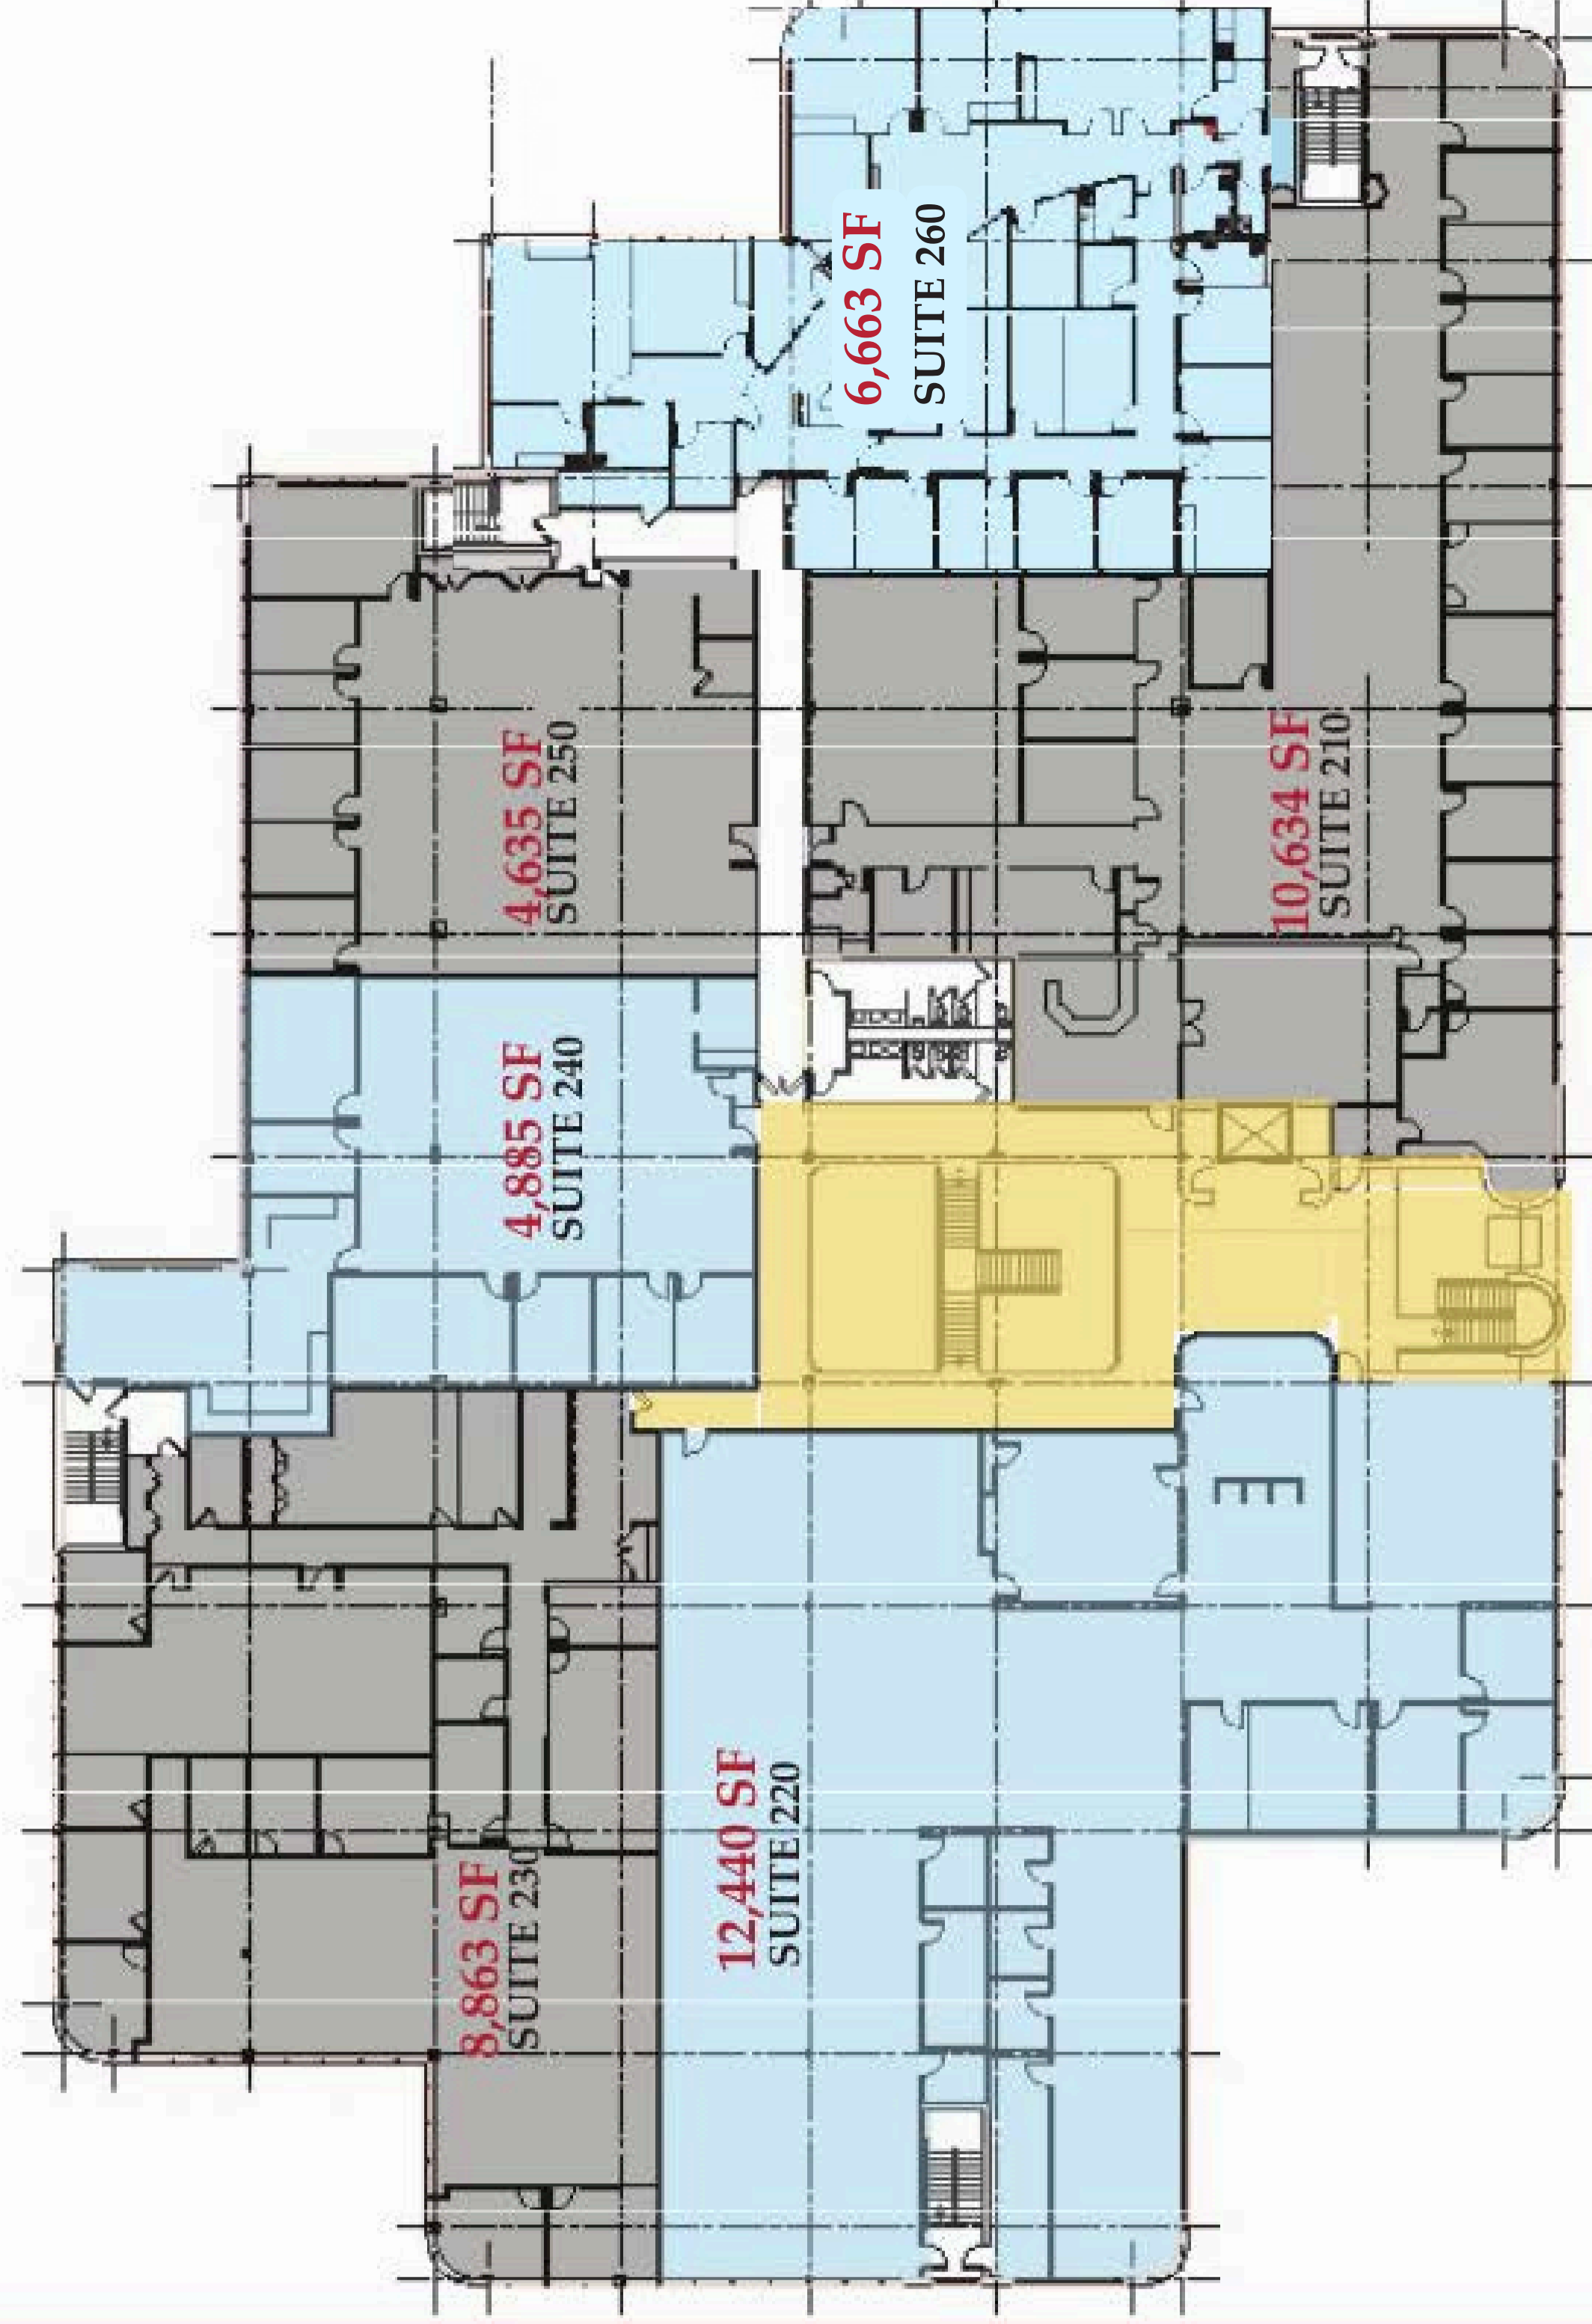 6,663 SF
SUITE 260
4,635 SF
SUITE 250
10,634 SF
SUITE 210
4,885 SF
SUITE 240
12,440 SF
SUITE 220
8,863 SF
SUITE 230